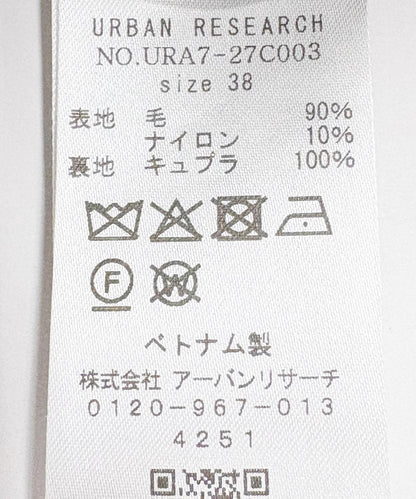 URBAN RESEARCH
NO.URA7-27C003
size 38
表地 毛 90%
ナイロン 10%
裏地 キュプラ 100%
F W
ベトナム製
株式会社 アーバンリサーチ
0120-967-013
4251